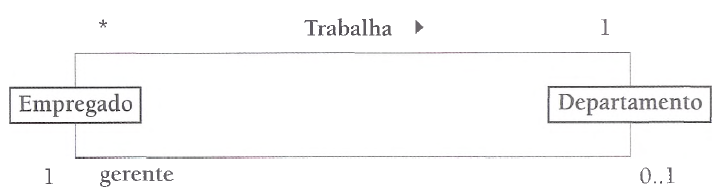 * Trabalha ▶ 1
Empregado Departamento
1 gerente 0..1